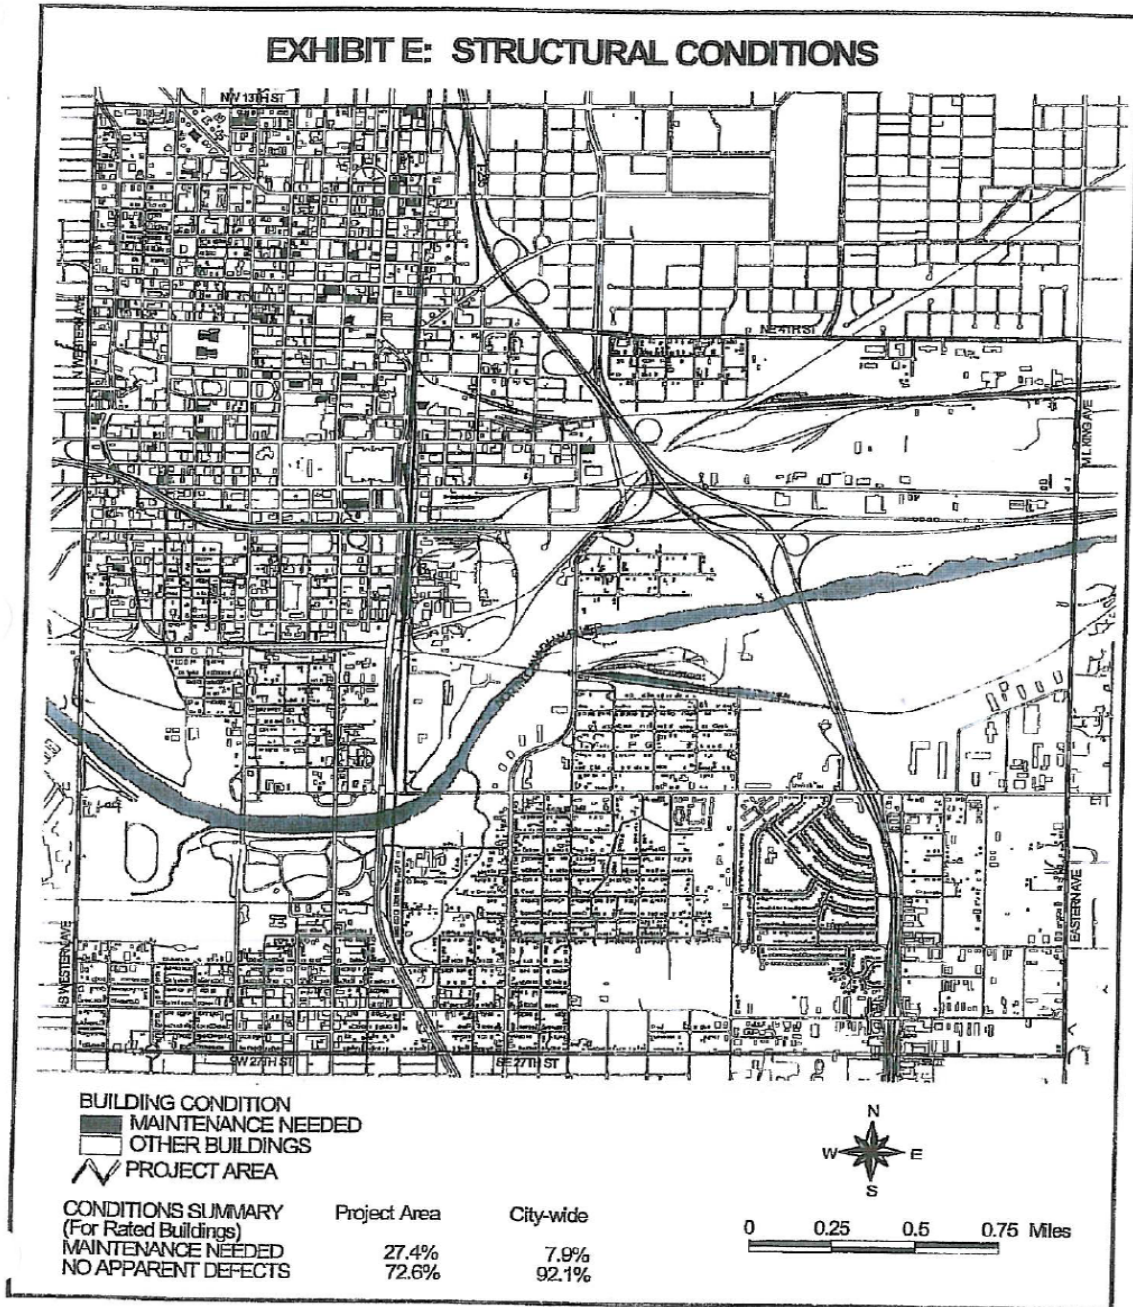 EXHIBIT E: STRUCTURAL CONDITIONS
NW 13TH ST
I-235
N WESTERN AVE
NE 4TH ST
M L KING AVE
S WESTERN AVE
EASTERN AVE
SW 27TH ST
SE 27TH ST
BUILDING CONDITION
MAINTENANCE NEEDED
OTHER BUILDINGS
PROJECT AREA
N
W E
S
CONDITIONS SUMMARY Project Area City-wide
(For Rated Buildings)
MAINTENANCE NEEDED 27.4% 7.9%
NO APPARENT DEFECTS 72.6% 92.1%
0 0.25 0.5 0.75 Miles